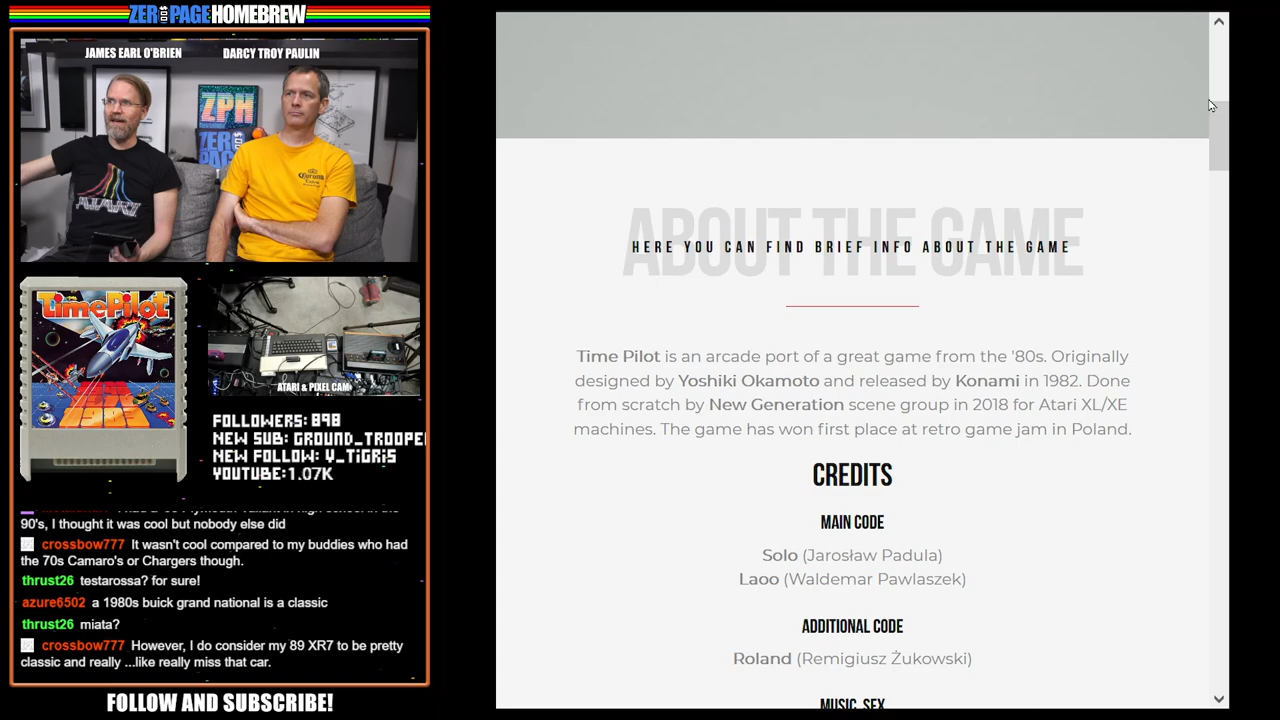 ZERO PAGE HOMEBREW
JAMES EARL O'BRIEN
DARCY TROY PAULIN
ZPH
ZERO
PAGE
ATARI
Corona
TimePilot
ATARI & PIXEL CAM
FOLLOWERS: 898
NEW SUB: GROUND_TROOPE
NEW FOLLOW: V_TIGRIS
YOUTUBE: 1.07K
90's, I thought it was cool but nobody else did
crossbow777 It wasn't cool compared to my buddies who had
the 70s Camaro's or Chargers though.
thrust26 testarossa? for sure!
azure6502 a 1980s buick grand national is a classic
thrust26 miata?
crossbow777 However, I do consider my 89 XR7 to be pretty
classic and really ...like really miss that car.
FOLLOW AND SUBSCRIBE!
ABOUT THE GAME
HERE YOU CAN FIND BRIEF INFO ABOUT THE GAME
Time Pilot is an arcade port of a great game from the '80s. Originally
designed by Yoshiki Okamoto and released by Konami in 1982. Done
from scratch by New Generation scene group in 2018 for Atari XL/XE
machines. The game has won first place at retro game jam in Poland.
CREDITS
MAIN CODE
Solo (Jarosław Padula)
Laoo (Waldemar Pawlaszek)
ADDITIONAL CODE
Roland (Remigiusz Żukowski)
MUSIC, SFX